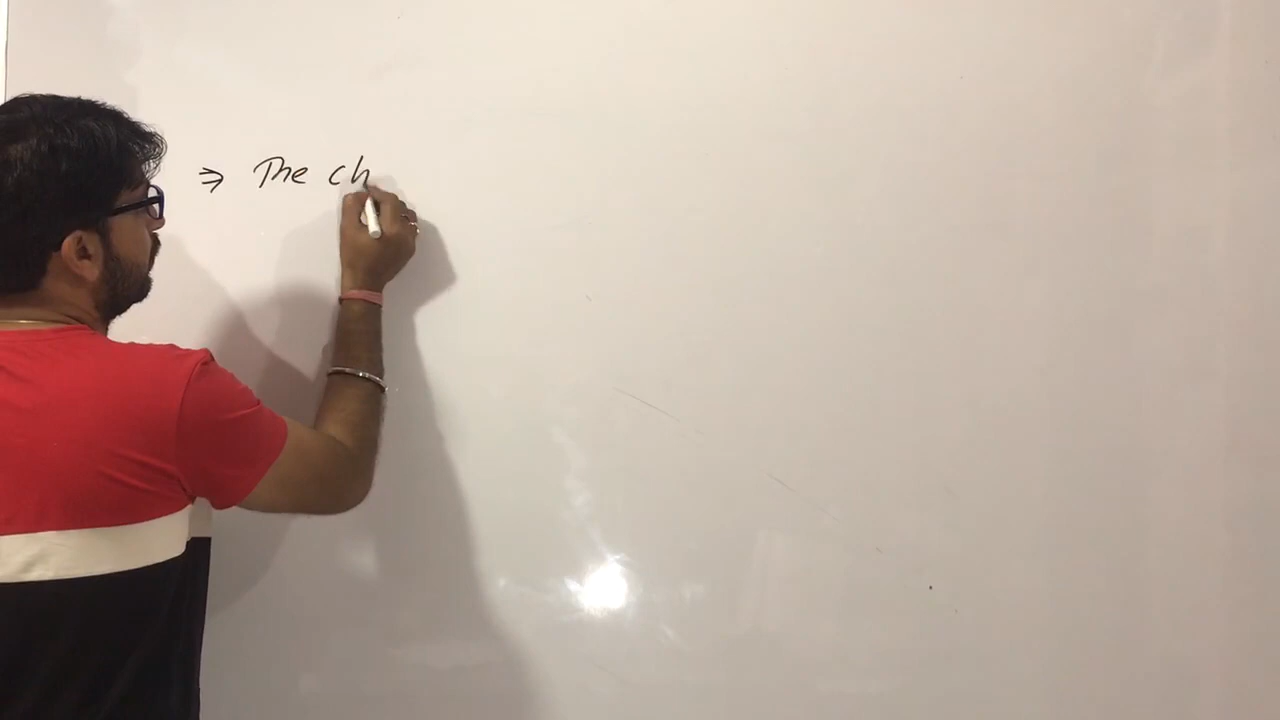 ⇒ The ch